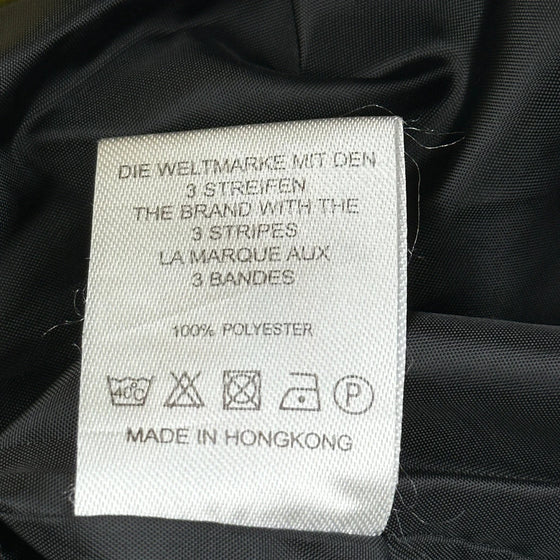 DIE WELTMARKE MIT DEN
3 STREIFEN
THE BRAND WITH THE
3 STRIPES
LA MARQUE AUX
3 BANDES
100% POLYESTER
40°C P
MADE IN HONGKONG